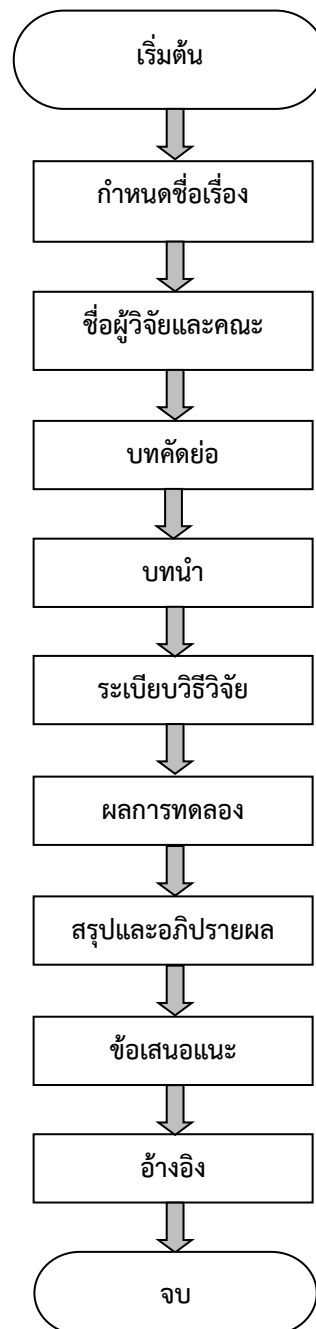 เริ่มต้น
กำหนดชื่อเรื่อง
ชื่อผู้วิจัยและคณะ
บทคัดย่อ
บทนำ
ระเบียบวิธีวิจัย
ผลการทดลอง
สรุปและอภิปรายผล
ข้อเสนอแนะ
อ้างอิง
จบ